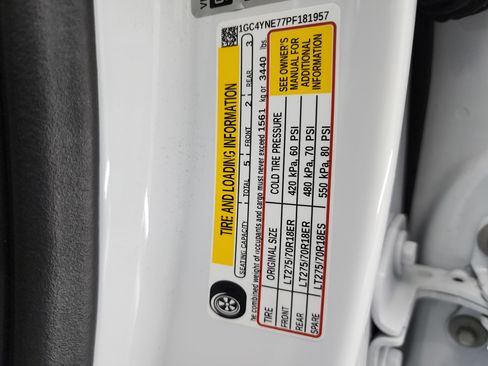 1GC4YNE77PF181957
TIRE AND LOADING INFORMATION
SEATING CAPACITY TOTAL 5 FRONT 2 REAR 3
he combined weight of occupants and cargo must never exceed 1561 kg or 3440 lbs.
TIRE ORIGINAL SIZE COLD TIRE PRESSURE
FRONT LT275/70R18ER 420 kPa, 60 PSI
REAR LT275/70R18ER 480 kPa, 70 PSI
SPARE LT275/70R18ES 550 kPa, 80 PSI
SEE OWNER'S
MANUAL FOR
ADDITIONAL
INFORMATION